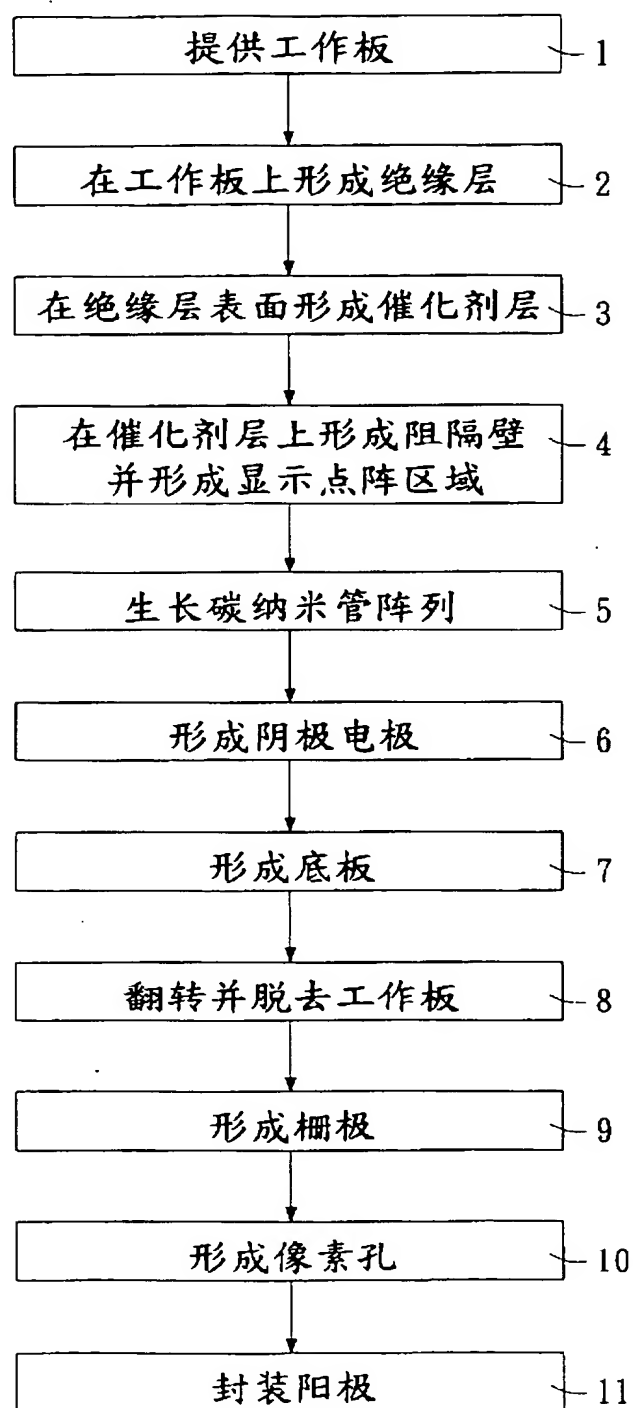 提供工作板 1
在工作板上形成绝缘层 2
在绝缘层表面形成催化剂层 3
在催化剂层上形成阻隔壁 4
并形成显示点阵区域
生长碳纳米管阵列 5
形成阴极电极 6
形成底板 7
翻转并脱去工作板 8
形成栅极 9
形成像素孔 10
封装阳极 11